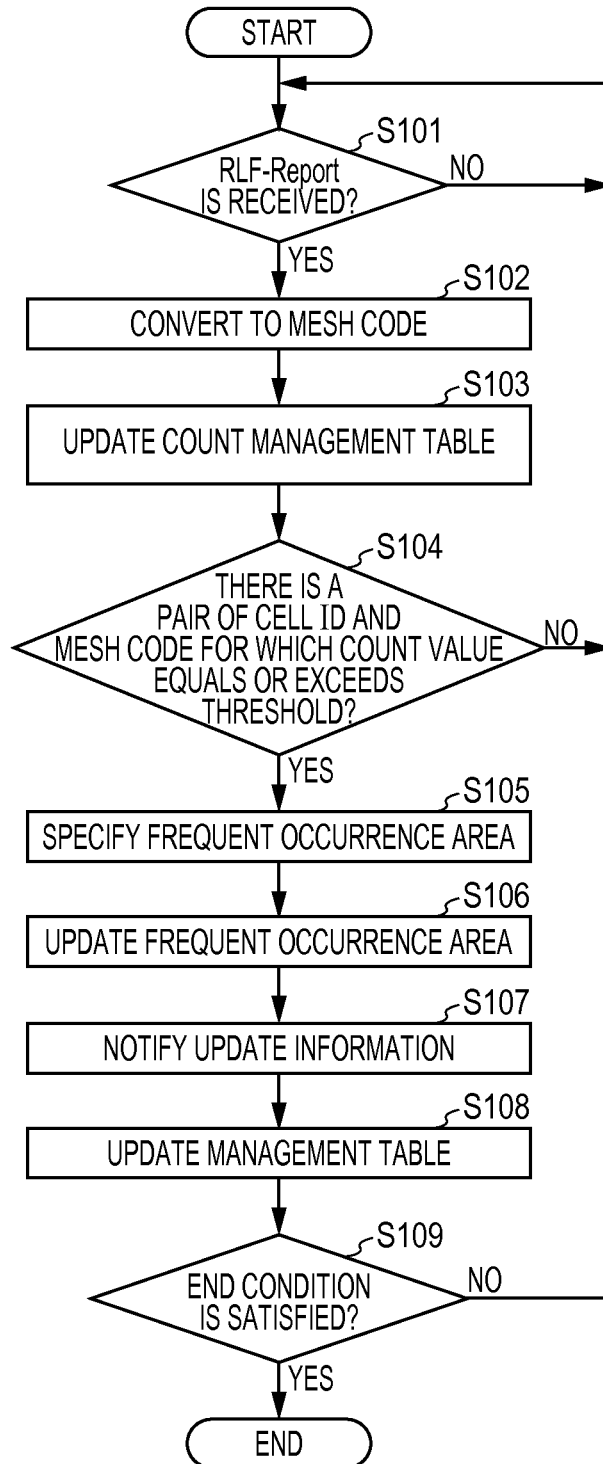 START
S101
RLF-Report
IS RECEIVED?
NO
YES
S102
CONVERT TO MESH CODE
S103
UPDATE COUNT MANAGEMENT TABLE
S104
THERE IS A
PAIR OF CELL ID AND
MESH CODE FOR WHICH COUNT VALUE
EQUALS OR EXCEEDS
THRESHOLD?
NO
YES
S105
SPECIFY FREQUENT OCCURRENCE AREA
S106
UPDATE FREQUENT OCCURRENCE AREA
S107
NOTIFY UPDATE INFORMATION
S108
UPDATE MANAGEMENT TABLE
S109
END CONDITION
IS SATISFIED?
NO
YES
END